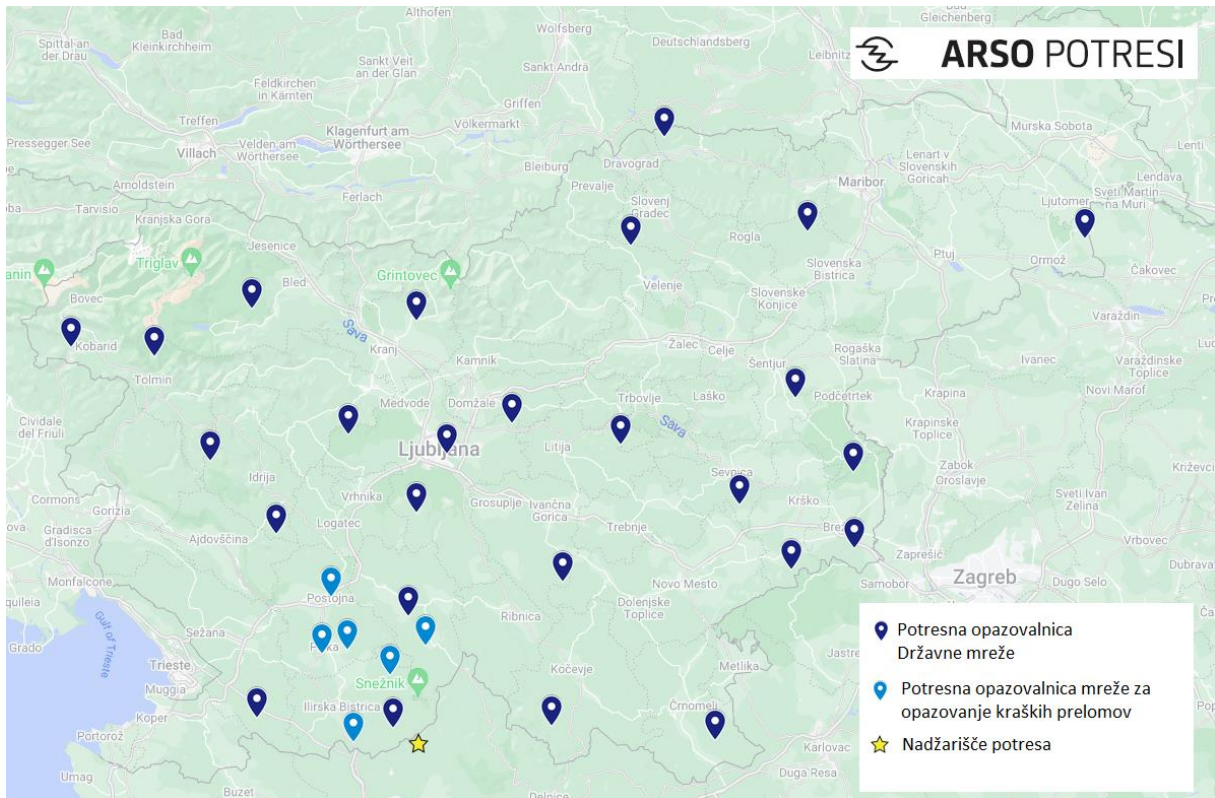 Althofen
Bad
Gleichenberg
Spittal an
der Drau
Bad
Kleinkirchheim
Wolfsberg
Deutschlandsberg
Leibnitz
ARSO POTRESI
Sankt Veit
an der Glan
Sankt Andrä
Feldkirchen
in Kärnten
Griffen
Treffen
Klagenfurt am
Wörthersee
Völkermarkt
Murska Sobota
Pressegger See
Villach
Velden am
Wörthersee
Bleiburg
Dravograd
Lenart v
Slovenskih
Goricah
Lenti
Arnoldstein
Ferlach
Prevalje
Maribor
Lendava
Tarvisio
Kranjska Gora
Slovenj
Gradec
Ljutomer
Sveti Martin
na Muri
Jesenice
Rogla
Triglav
Grintovec
Bled
Velenje
Slovenska
Bistrica
Ptuj
Ormož
Čakovec
Bovec
Slovenske
Konjice
Sava
Varaždin
Kobarid
Kranj
Kamnik
Žalec
Celje
Rogaška
Slatina
Ivanec
Varaždinske
Toplice
Tolmin
Šentjur
Medvode
Domžale
Trbovlje
Laško
Podčetrtek
Krapina
Novi Marof
Cividale
del Friuli
Ljubljana
Litija
Sava
Krapinske
Toplice
Idrija
Sevnica
Zabok
Oroslavje
Križevci
Cormons
Gorizia
Vrhnika
Grosuplje
Ivančna
Gorica
Krško
Sveti Ivan
Zelina
Gradisca
d'Isonzo
Ajdovščina
Logatec
Trebnje
Vrbovec
Zaprešić
Dubrava
Monfalcone
Postojna
Novo Mesto
Samobor
Zagreb
Dugo Selo
Dolenjske
Toplice
Grado
Gulf of Trieste
Sežana
Ribnica
Trieste
Muggia
Kočevje
Metlika
Snežnik
Koper
Ilirska Bistrica
Črnomelj
Portorož
Karlovac
Umag
Buzet
Delnice
Duga Resa
Potresna opazovalnica
Državne mreže
Potresna opazovalnica mreže za
opazovanje kraških prelomov
Nadžarišče potresa